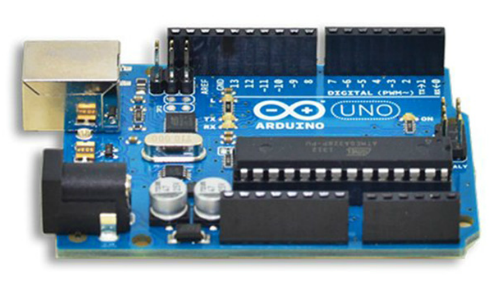 AREF
GND
13
12
~11
~10
~9
8
7
~6
~5
4
~3
2
TX→1
RX←0
DIGITAL (PWM~)
L
TX
RX
ARDUINO
UNO
ON